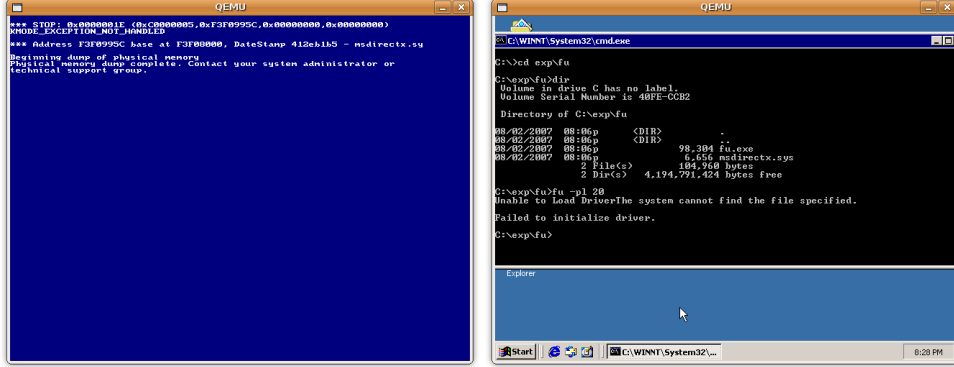 QEMU
*** STOP: 0x0000001E (0xC0000005,0xF3F0995C,0x00000000,0x00000000)
KMODE_EXCEPTION_NOT_HANDLED
*** Address F3F0995C base at F3F08000, DateStamp 412eb1b5 - msdirectx.sy
Beginning dump of physical memory
Physical memory dump complete. Contact your system administrator or
technical support group.
QEMU
C:\WINNT\System32\cmd.exe
C:\>cd exp\fu
C:\exp\fu>dir
Volume in drive C has no label.
Volume Serial Number is 40FE-CCB2
Directory of C:\exp\fu
08/02/2007 08:06p <DIR> .
08/02/2007 08:06p <DIR> ..
08/02/2007 08:06p 98,304 fu.exe
08/02/2007 08:06p 6,656 msdirectx.sys
2 File(s) 104,960 bytes
2 Dir(s) 4,194,791,424 bytes free
C:\exp\fu>fu -pl 20
Unable to Load DriverThe system cannot find the file specified.
Failed to initialize driver.
C:\exp\fu>
Explorer
Start
C:\WINNT\System32\...
8:28 PM